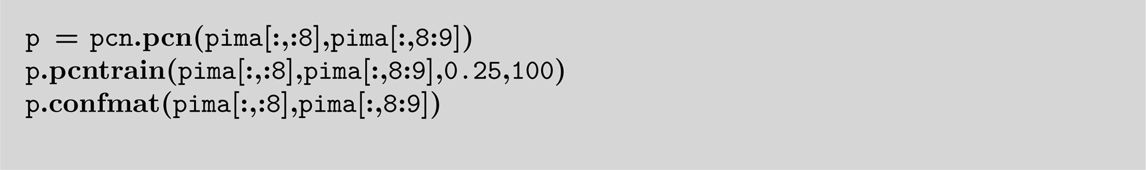 p = pcn.pcn(pima[:,:8],pima[:,8:9])
p.pcntrain(pima[:,:8],pima[:,8:9],0.25,100)
p.confmat(pima[:,:8],pima[:,8:9])